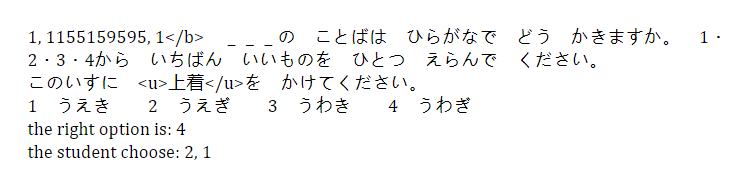 1, 1155159595, 1</b>　_ _ _ の　ことばは　ひらがなで　どう　かきますか。　1・
2・3・4から　いちばん　いいものを　ひとつ　えらんで　ください。
このいすに　<u>上着</u>を　かけてください。
1　うえき　　2　うえぎ　　3　うわき　　4　うわぎ
the right option is: 4
the student choose: 2, 1